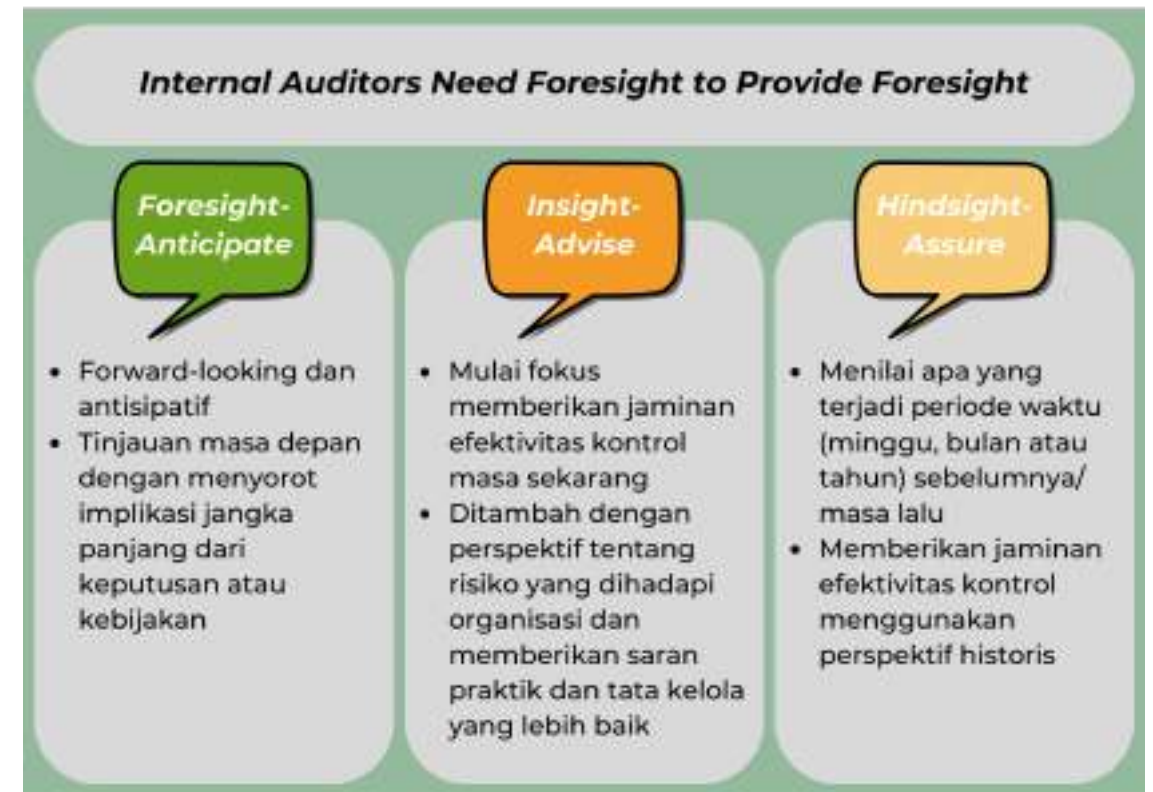 Internal Auditors Need Foresight to Provide Foresight
Foresight-
Anticipate
• Forward-looking dan
antisipatif
• Tinjauan masa depan
dengan menyorot
implikasi jangka
panjang dari
keputusan atau
kebijakan
Insight-
Advise
• Mulai fokus
memberikan jaminan
efektivitas kontrol
masa sekarang
• Ditambah dengan
perspektif tentang
risiko yang dihadapi
organisasi dan
memberikan saran
praktik dan tata kelola
yang lebih baik
Hindsight-
Assure
• Menilai apa yang
terjadi periode waktu
(minggu, bulan atau
tahun) sebelumnya/
masa lalu
• Memberikan jaminan
efektivitas kontrol
menggunakan
perspektif historis